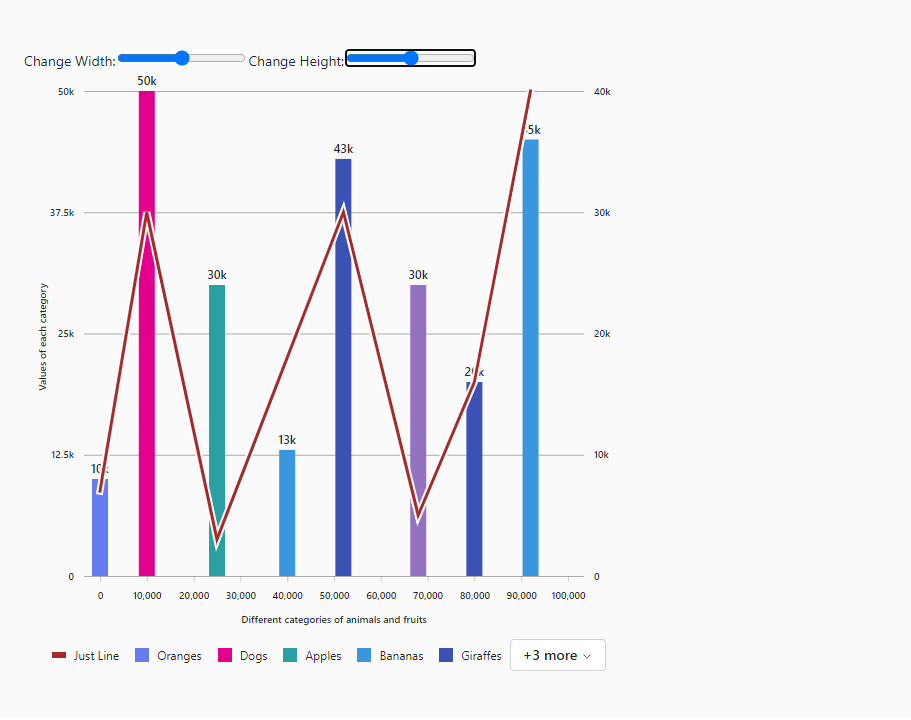 Change Width: Change Height:
50k
50k 40k
5k
43k
37.5k 30k
30k 30k
Values of each category
25k 20k
13k
12.5k 10k
0 0
0 10,000 20,000 30,000 40,000 50,000 60,000 70,000 80,000 90,000 100,000
Different categories of animals and fruits
Just Line Oranges Dogs Apples Bananas Giraffes +3 more